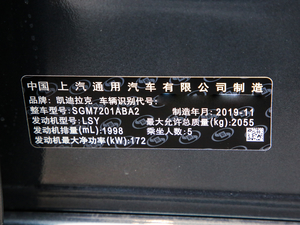 中国 上汽通用汽车有限公司制造
品牌：凯迪拉克 车辆识别代号：
整车型号：SGM7201ABA2 制造年月：2019-11
发动机型号：LSY 最大允许总质量(kg)：2055
发动机排量(mL)：1998 乘坐人数：5
发动机最大净功率(kW)：172